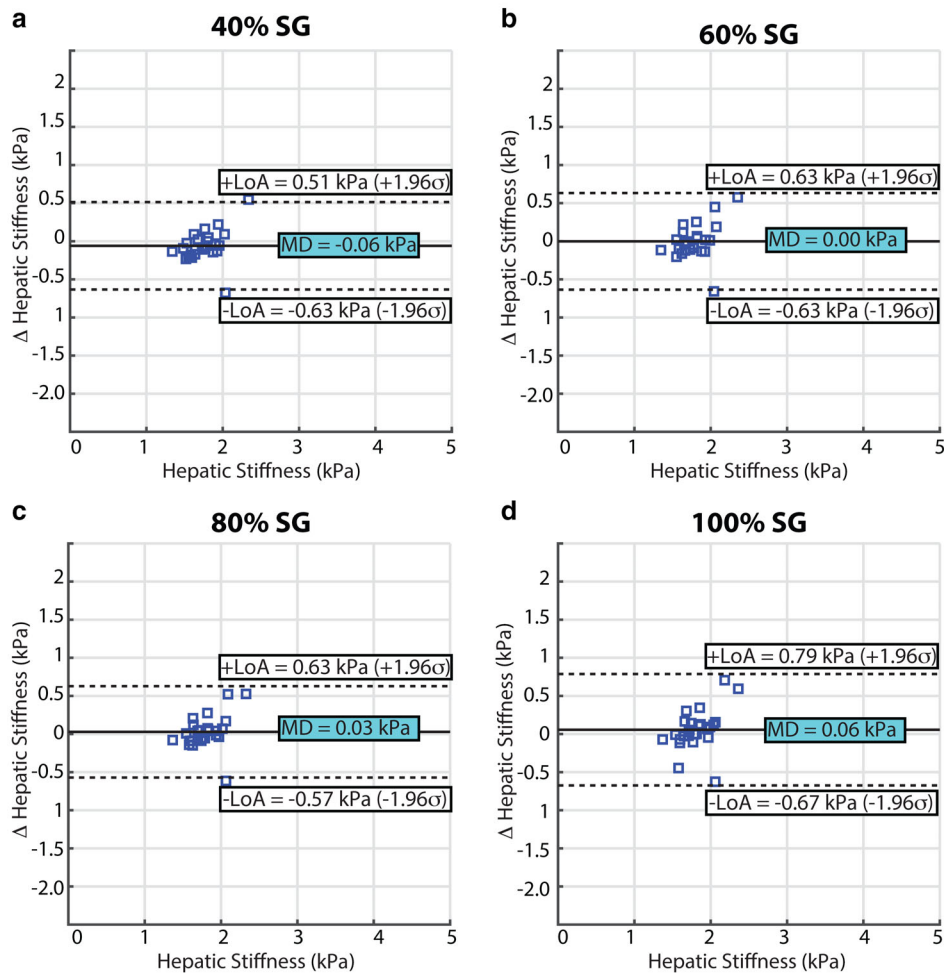 a
40% SG
2
1.5
1
0.5
0
-0.5
1
-1.5
-2.0
Δ Hepatic Stiffness (kPa)
+LoA = 0.51 kPa (+1.96σ)
MD = -0.06 kPa
-LoA = -0.63 kPa (-1.96σ)
0 1 2 3 4 5
Hepatic Stiffness (kPa)
b
60% SG
2
1.5
1
0.5
0
-0.5
1
-1.5
-2.0
Δ Hepatic Stiffness (kPa)
+LoA = 0.63 kPa (+1.96σ)
MD = 0.00 kPa
-LoA = -0.63 kPa (-1.96σ)
0 1 2 3 4 5
Hepatic Stiffness (kPa)
c
80% SG
2
1.5
1
0.5
0
-0.5
1
-1.5
-2.0
Δ Hepatic Stiffness (kPa)
+LoA = 0.63 kPa (+1.96σ)
MD = 0.03 kPa
-LoA = -0.57 kPa (-1.96σ)
0 1 2 3 4 5
Hepatic Stiffness (kPa)
d
100% SG
2
1.5
1
0.5
0
-0.5
1
-1.5
-2.0
Δ Hepatic Stiffness (kPa)
+LoA = 0.79 kPa (+1.96σ)
MD = 0.06 kPa
-LoA = -0.67 kPa (-1.96σ)
0 1 2 3 4 5
Hepatic Stiffness (kPa)